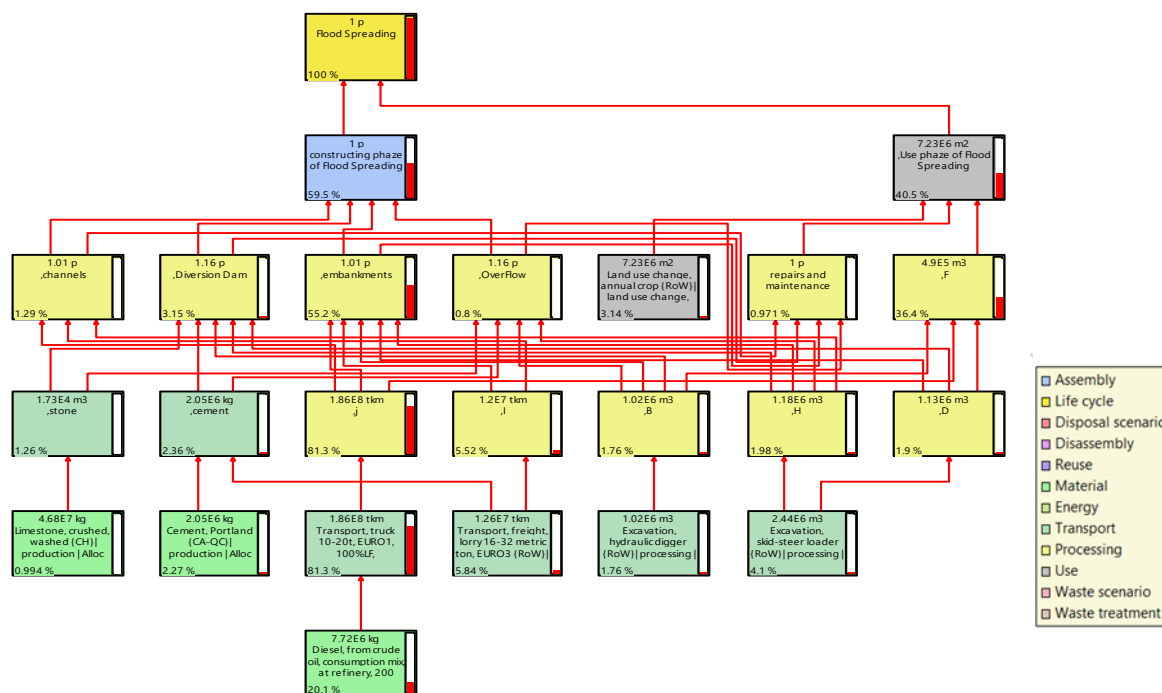 1 p
Flood Spreading
100 %
1 p
constructing phaze
of Flood Spreading
59.5 %
7.23E6 m2
,Use phaze of Flood
Spreading
40.5 %
1.01 p
,channels
1.29 %
1.16 p
,Diversion Dam
3.15 %
1.01 p
,embankments
55.2 %
1.16 p
,OverFlow
0.8 %
7.23E6 m2
Land use change,
annual crop {RoW}|
land use change,
3.14 %
1 p
repairs and
maintenance
0.971 %
4.9E5 m3
,F
36.4 %
1.73E4 m3
,stone
1.26 %
2.05E6 kg
,cement
2.36 %
1.86E8 tkm
,j
81.3 %
1.2E7 tkm
,I
5.52 %
1.02E6 m3
,B
1.76 %
1.18E6 m3
,H
1.98 %
1.13E6 m3
,D
1.9 %
4.68E7 kg
Limestone, crushed,
washed {CH}|
production | Alloc
0.994 %
2.05E6 kg
Cement, Portland
{CA-QC}|
production | Alloc
2.27 %
1.86E8 tkm
Transport, truck
10-20t, EURO1,
100%LF,
81.3 %
1.26E7 tkm
Transport, freight,
lorry 16-32 metric
ton, EURO3 {RoW}|
5.84 %
1.02E6 m3
Excavation,
hydraulic digger
{RoW}| processing |
1.76 %
2.44E6 m3
Excavation,
skid-steer loader
{RoW}| processing |
4.1 %
7.72E6 kg
Diesel, from crude
oil, consumption mix,
at refinery, 200
20.1 %
Assembly
Life cycle
Disposal scenario
Disassembly
Reuse
Material
Energy
Transport
Processing
Use
Waste scenario
Waste treatment